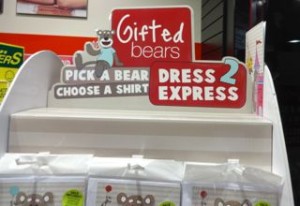 Gifted
bears
PICK A BEAR
CHOOSE A SHIRT
DRESS 2
EXPRESS